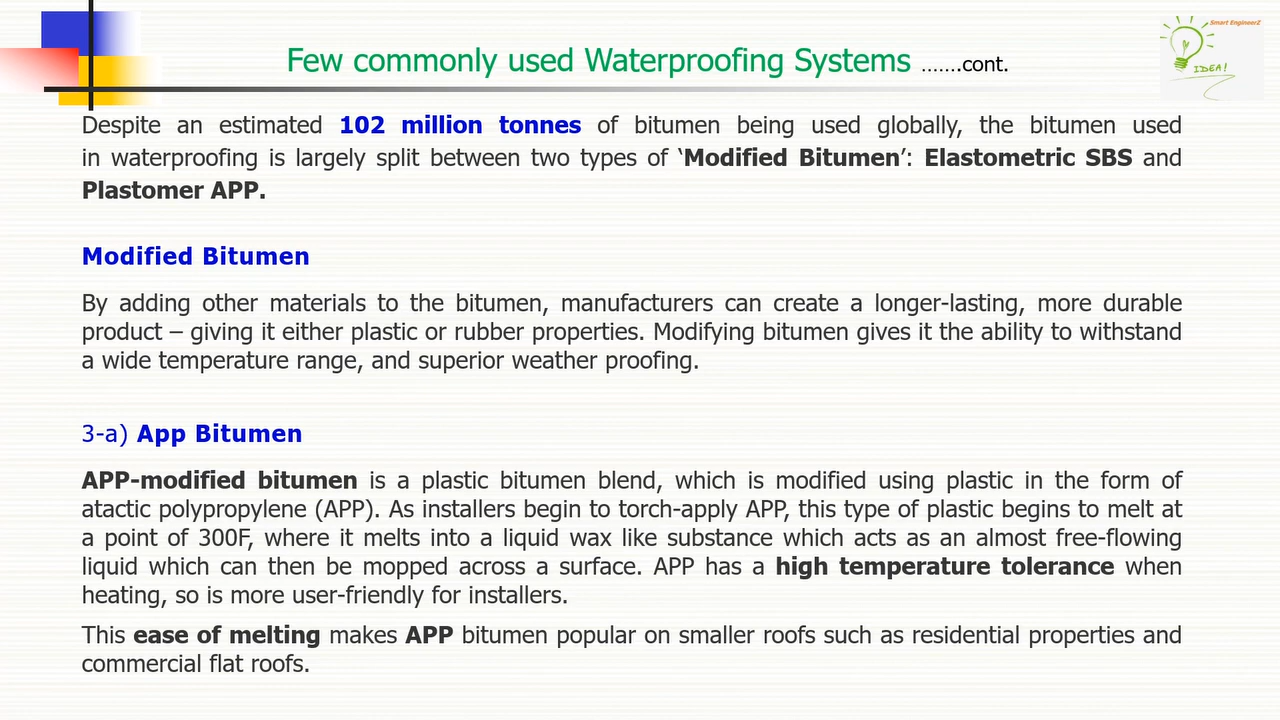 Smart EngineerZ
IDEA!
Few commonly used Waterproofing Systems …….cont.
Despite an estimated 102 million tonnes of bitumen being used globally, the bitumen used
in waterproofing is largely split between two types of ‘Modified Bitumen’: Elastometric SBS and
Plastomer APP.
Modified Bitumen
By adding other materials to the bitumen, manufacturers can create a longer-lasting, more durable
product – giving it either plastic or rubber properties. Modifying bitumen gives it the ability to withstand
a wide temperature range, and superior weather proofing.
3-a) App Bitumen
APP-modified bitumen is a plastic bitumen blend, which is modified using plastic in the form of
atactic polypropylene (APP). As installers begin to torch-apply APP, this type of plastic begins to melt at
a point of 300F, where it melts into a liquid wax like substance which acts as an almost free-flowing
liquid which can then be mopped across a surface. APP has a high temperature tolerance when
heating, so is more user-friendly for installers.
This ease of melting makes APP bitumen popular on smaller roofs such as residential properties and
commercial flat roofs.